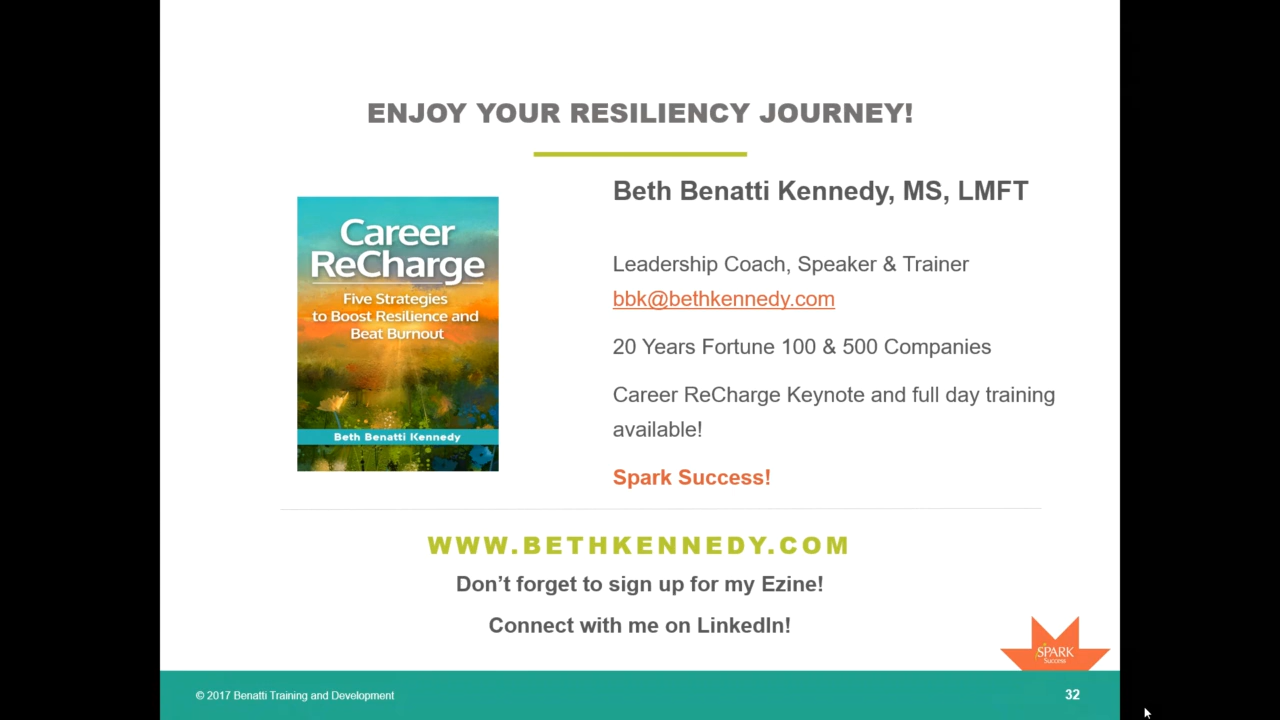 ENJOY YOUR RESILIENCY JOURNEY!
Career
ReCharge
Five Strategies
to Boost Resilience and
Beat Burnout
Beth Benatti Kennedy
Beth Benatti Kennedy, MS, LMFT
Leadership Coach, Speaker & Trainer
bbk@bethkennedy.com
20 Years Fortune 100 & 500 Companies
Career ReCharge Keynote and full day training
available!
Spark Success!
WWW.BETHKENNEDY.COM
Don’t forget to sign up for my Ezine!
Connect with me on LinkedIn!
SPARK
Success
© 2017 Benatti Training and Development
32